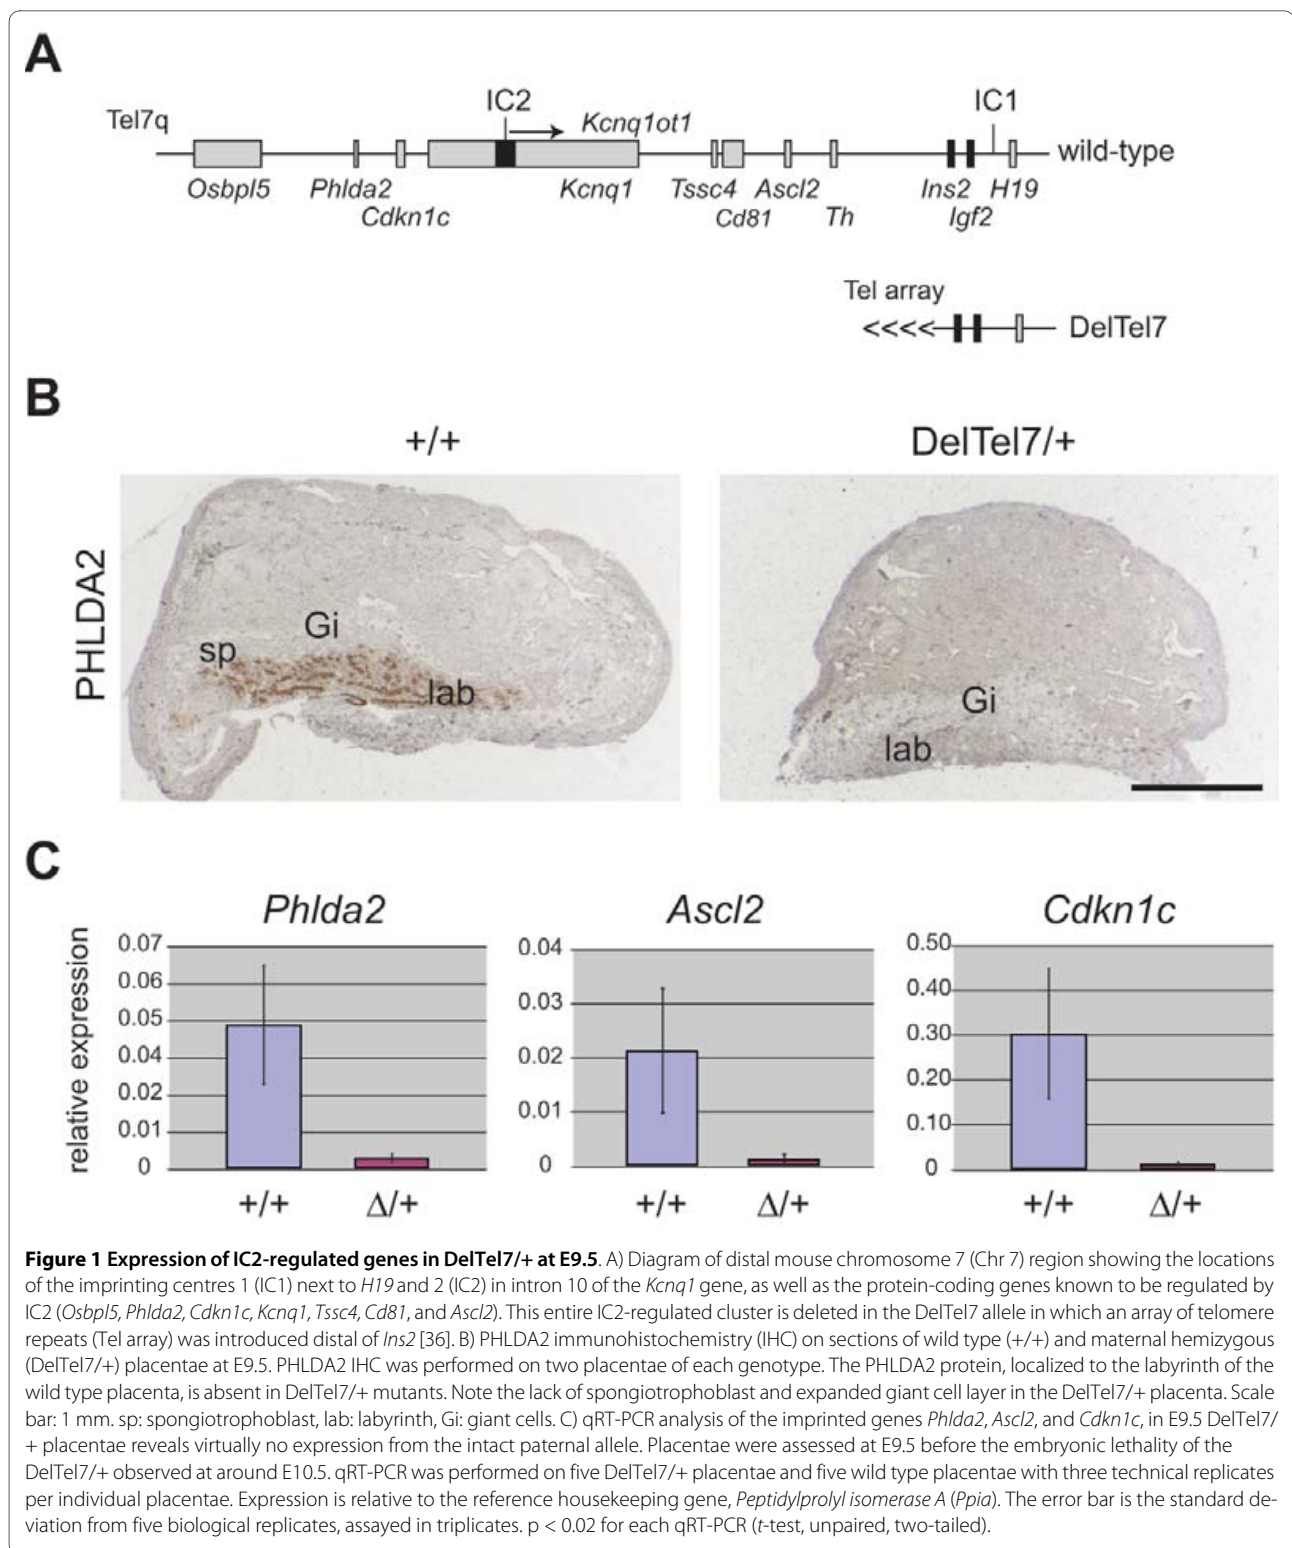 A
Tel7q
IC2
Kcnq1ot1
IC1
wild-type
Osbpl5
Phlda2
Cdkn1c
Kcnq1
Tssc4
Cd81
Ascl2
Th
Ins2
Igf2
H19
Tel array
<<<<
DelTel7
B
+/+
DelTel7/+
PHLDA2
sp
Gi
lab
Gi
lab
C
Phlda2
Ascl2
Cdkn1c
relative expression
0.07
0.06
0.05
0.04
0.02
0.01
0
+/+
Δ/+
0.04
0.03
0.02
0.01
0
+/+
Δ/+
0.50
0.40
0.30
0.20
0.10
0
+/+
Δ/+
Figure 1 Expression of IC2-regulated genes in DelTel7/+ at E9.5. A) Diagram of distal mouse chromosome 7 (Chr 7) region showing the locations
of the imprinting centres 1 (IC1) next to H19 and 2 (IC2) in intron 10 of the Kcnq1 gene, as well as the protein-coding genes known to be regulated by
IC2 (Osbpl5, Phlda2, Cdkn1c, Kcnq1, Tssc4, Cd81, and Ascl2). This entire IC2-regulated cluster is deleted in the DelTel7 allele in which an array of telomere
repeats (Tel array) was introduced distal of Ins2 [36]. B) PHLDA2 immunohistochemistry (IHC) on sections of wild type (+/+) and maternal hemizygous
(DelTel7/+) placentae at E9.5. PHLDA2 IHC was performed on two placentae of each genotype. The PHLDA2 protein, localized to the labyrinth of the
wild type placenta, is absent in DelTel7/+ mutants. Note the lack of spongiotrophoblast and expanded giant cell layer in the DelTel7/+ placenta. Scale
bar: 1 mm. sp: spongiotrophoblast, lab: labyrinth, Gi: giant cells. C) qRT-PCR analysis of the imprinted genes Phlda2, Ascl2, and Cdkn1c, in E9.5 DelTel7/
+ placentae reveals virtually no expression from the intact paternal allele. Placentae were assessed at E9.5 before the embryonic lethality of the
DelTel7/+ observed at around E10.5. qRT-PCR was performed on five DelTel7/+ placentae and five wild type placentae with three technical replicates
per individual placentae. Expression is relative to the reference housekeeping gene, Peptidylprolyl isomerase A (Ppia). The error bar is the standard de-
viation from five biological replicates, assayed in triplicates. p < 0.02 for each qRT-PCR (t-test, unpaired, two-tailed).